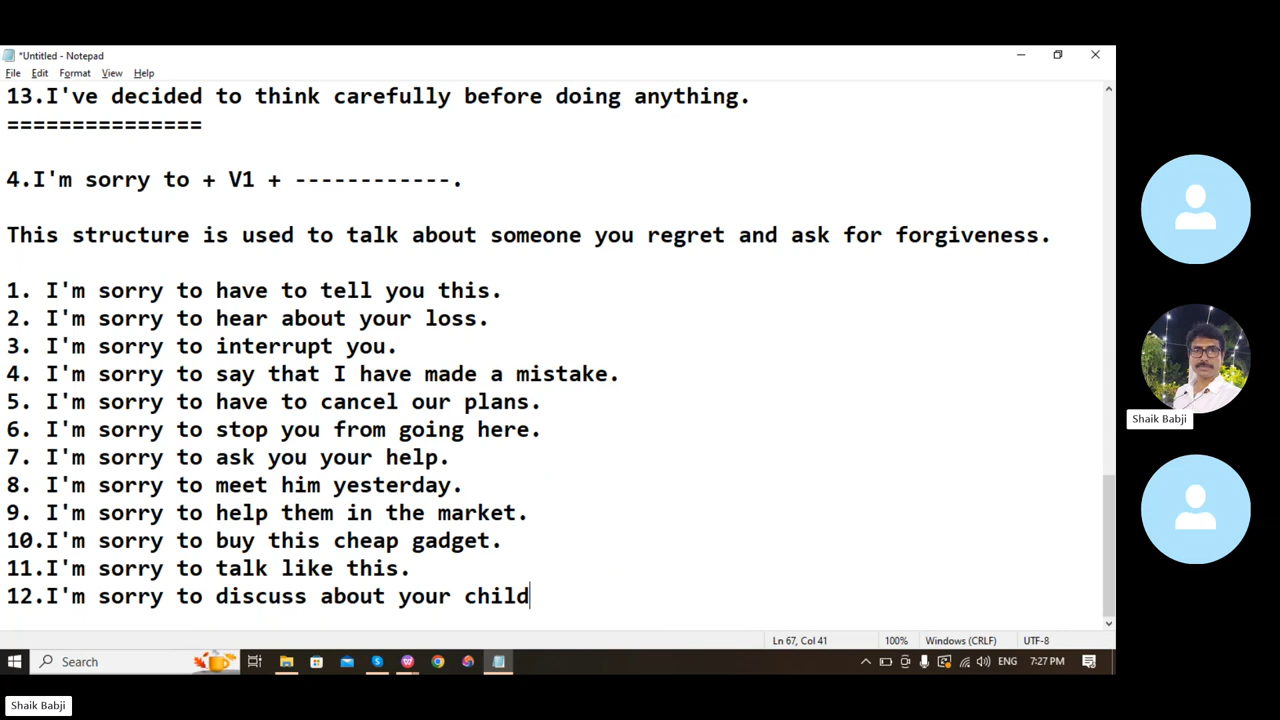 *Untitled - Notepad
File Edit Format View Help
13.I've decided to think carefully before doing anything.
===============
4.I'm sorry to + V1 + ------------.
This structure is used to talk about someone you regret and ask for forgiveness.
1. I'm sorry to have to tell you this.
2. I'm sorry to hear about your loss.
3. I'm sorry to interrupt you.
4. I'm sorry to say that I have made a mistake.
5. I'm sorry to have to cancel our plans.
6. I'm sorry to stop you from going here.
7. I'm sorry to ask you your help.
8. I'm sorry to meet him yesterday.
9. I'm sorry to help them in the market.
10.I'm sorry to buy this cheap gadget.
11.I'm sorry to talk like this.
12.I'm sorry to discuss about your child
Ln 67, Col 41 100% Windows (CRLF) UTF-8
Search
ENG 7:27 PM
Shaik Babji
Shaik Babji